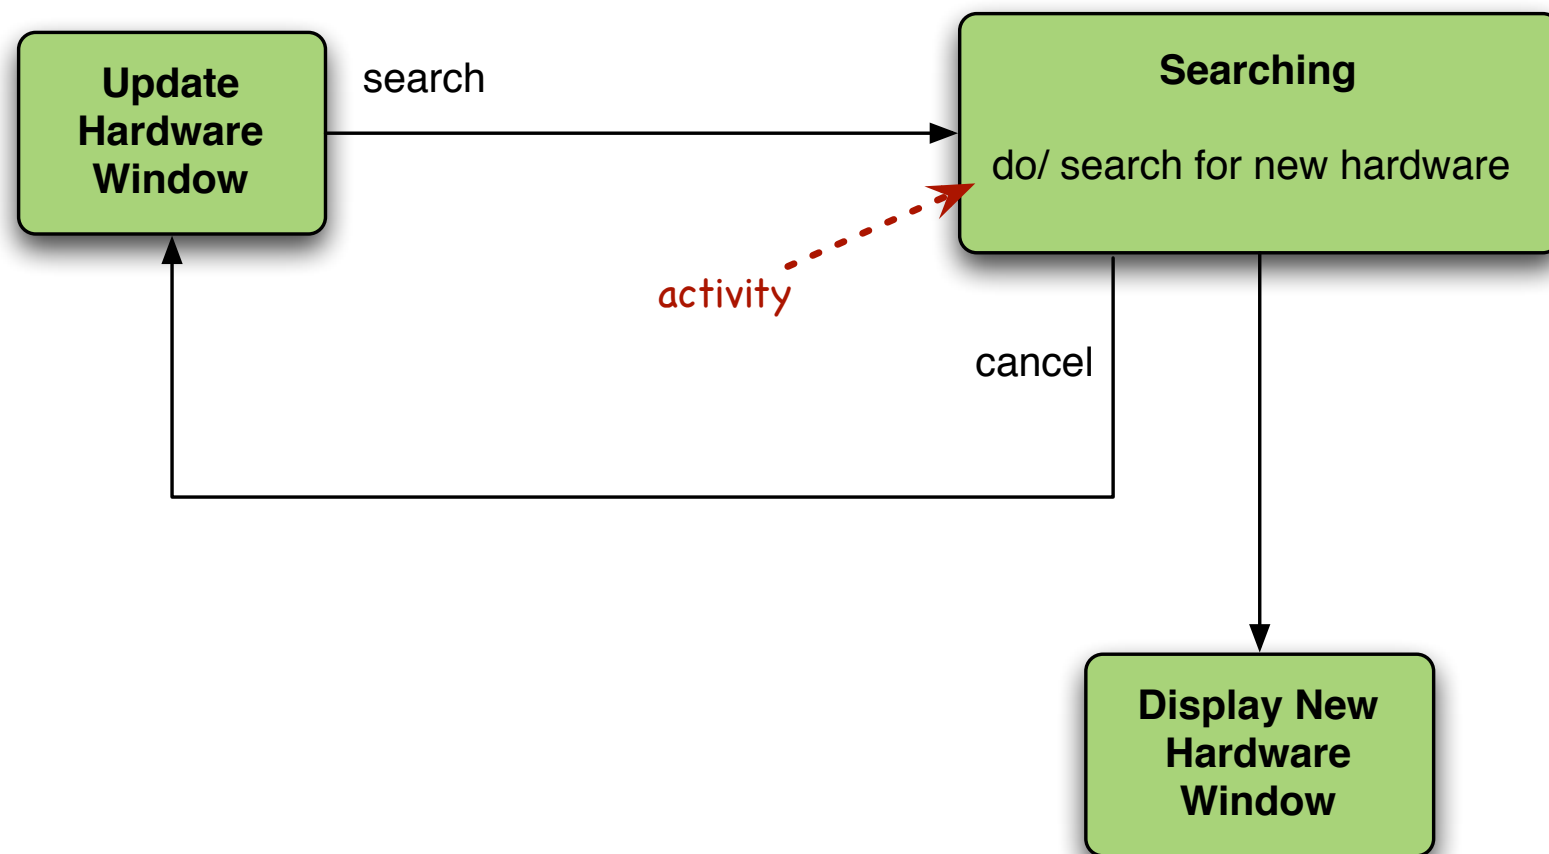 Update
Hardware
Window
search
Searching
do/ search for new hardware
activity
cancel
Display New
Hardware
Window